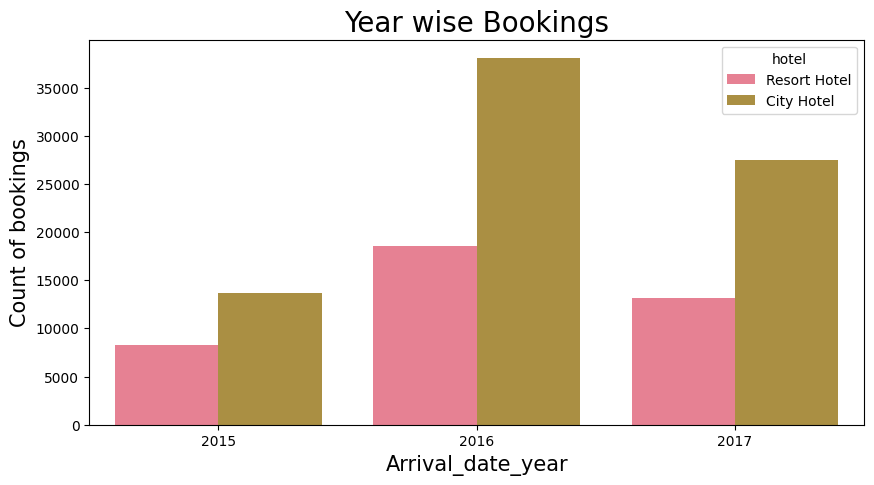 Year wise Bookings
hotel
Resort Hotel
City Hotel
Count of bookings
35000
30000
25000
20000
15000
10000
5000
0
2015
2016
2017
Arrival_date_year